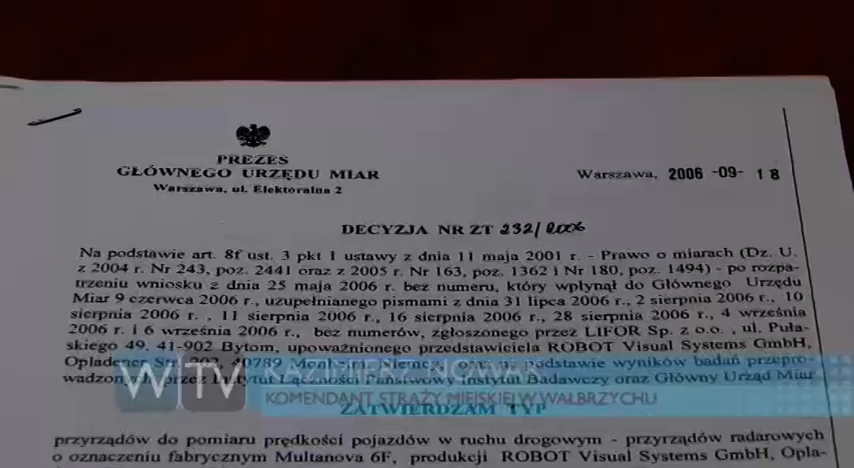 PREZES
GŁÓWNEGO URZĘDU MIAR
Warszawa, ul. Elektoralna 2
Warszawa, 2006 -09- 18
DECYZJA NR ZT 232/2006
Na podstawie art. 8f ust. 3 pkt 1 ustawy z dnia 11 maja 2001 r. - Prawo o miarach (Dz. U.
z 2004 r. Nr 243, poz. 2441 oraz z 2005 r. Nr 163, poz. 1362 i Nr 180, poz. 1494) - po rozpa-
trzeniu wniosku z dnia 25 maja 2006 r. bez numeru, który wpłynął do Głównego Urzędu
Miar 9 czerwca 2006 r., uzupełnianego pismami z dnia 31 lipca 2006 r., 2 sierpnia 2006 r., 10
sierpnia 2006 r. , 11 sierpnia 2006 r., 16 sierpnia 2006 r., 28 sierpnia 2006 r., 4 września
2006 r. i 6 września 2006 r., bez numerów, zgłoszonego przez LIFOR Sp. z o.o. , ul. Puła-
skiego 49, 41-902 Bytom, upoważnionego przedstawiciela ROBOT Visual Systems GmbH,
Opladener Str. 202, 40789 oraz na podstawie wyników badań przepro-
wadzonych przez Instytut Łączności Państwowy Instytut Badawczy oraz Główny Urząd Miar
WTV
KOMENDANT STRAŻY MIEJSKIEJ W WAŁBRZYCHU
ZATWIERDZAM TYP
przyrządów do pomiaru prędkości pojazdów w ruchu drogowym - przyrządów radarowych
o oznaczeniu fabrycznym Multanova 6F, produkcji ROBOT Visual Systems GmbH, Opla-